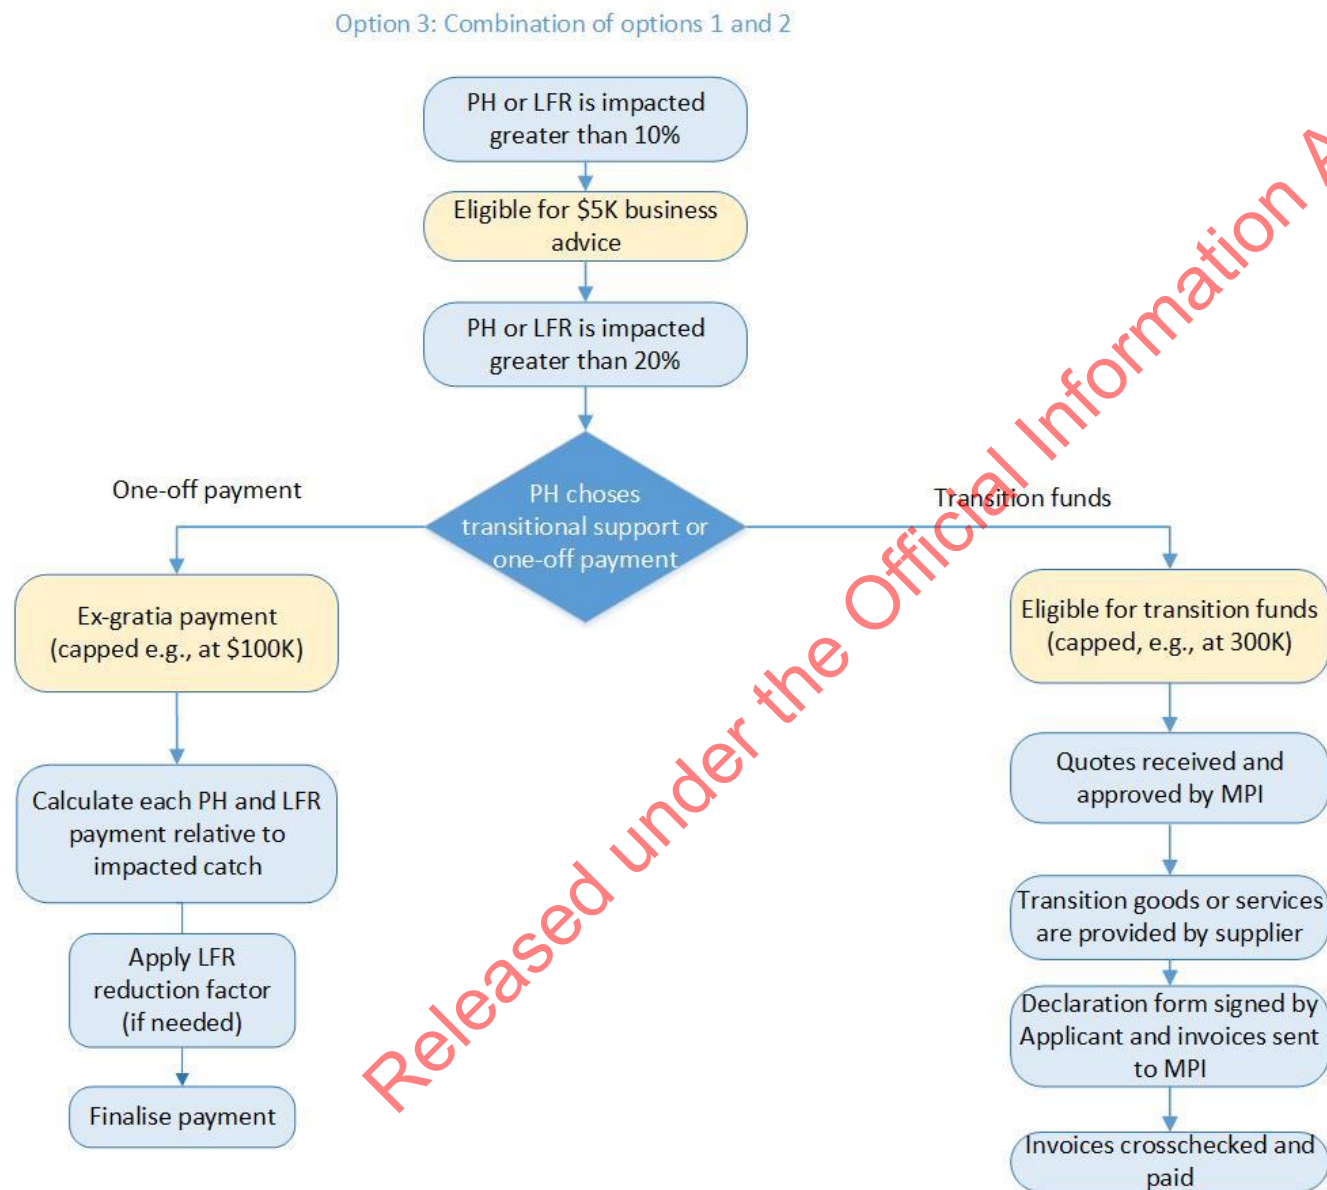 Option 3: Combination of options 1 and 2
PH or LFR is impacted
greater than 10%
Eligible for $5K business
advice
PH or LFR is impacted
greater than 20%
PH choses
transitional support or
one-off payment
One-off payment
Transition funds
Ex-gratia payment
(capped e.g., at $100K)
Calculate each PH and LFR
payment relative to
impacted catch
Apply LFR
reduction factor
(if needed)
Finalise payment
Eligible for transition funds
(capped, e.g., at 300K)
Quotes received and
approved by MPI
Transition goods or services
are provided by supplier
Declaration form signed by
Applicant and invoices sent
to MPI
Invoices crosschecked and
paid
Released under the Official Information A